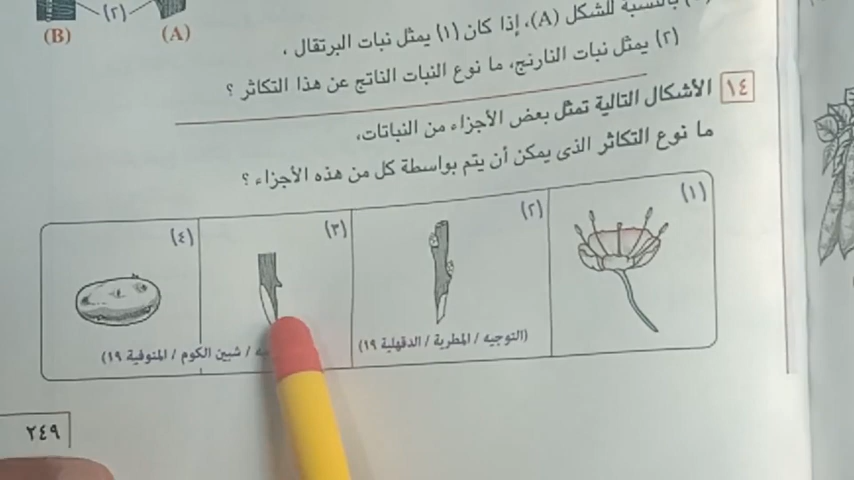 (٢)
(B)
(A)
بالنسبة للشكل (A)، إذا كان (١) يمثل نبات البرتقال ،
(٢) يمثل نبات النارنج، ما نوع النبات الناتج عن هذا التكاثر ؟
١٤ الأشكال التالية تمثل بعض الأجزاء من النباتات،
ما نوع التكاثر الذى يمكن أن يتم بواسطة كل من هذه الأجزاء ؟
(١)
(٢)
(٣)
(٤)
(التوجيه / المطرية / الدقهلية ١٩)
/ شبين الكوم / المنوفية ١٩)
٢٤٩